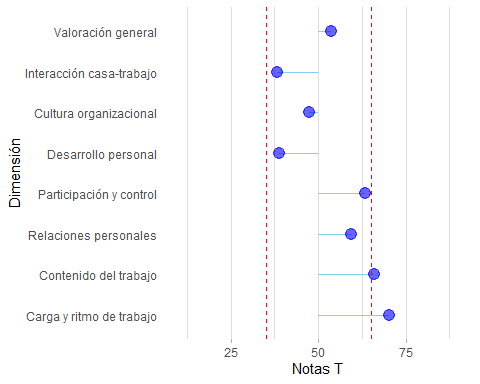 Valoración general
Interacción casa-trabajo
Cultura organizacional
Desarrollo personal
Participación y control
Relaciones personales
Contenido del trabajo
Carga y ritmo de trabajo
Dimensión
25 50 75
Notas T